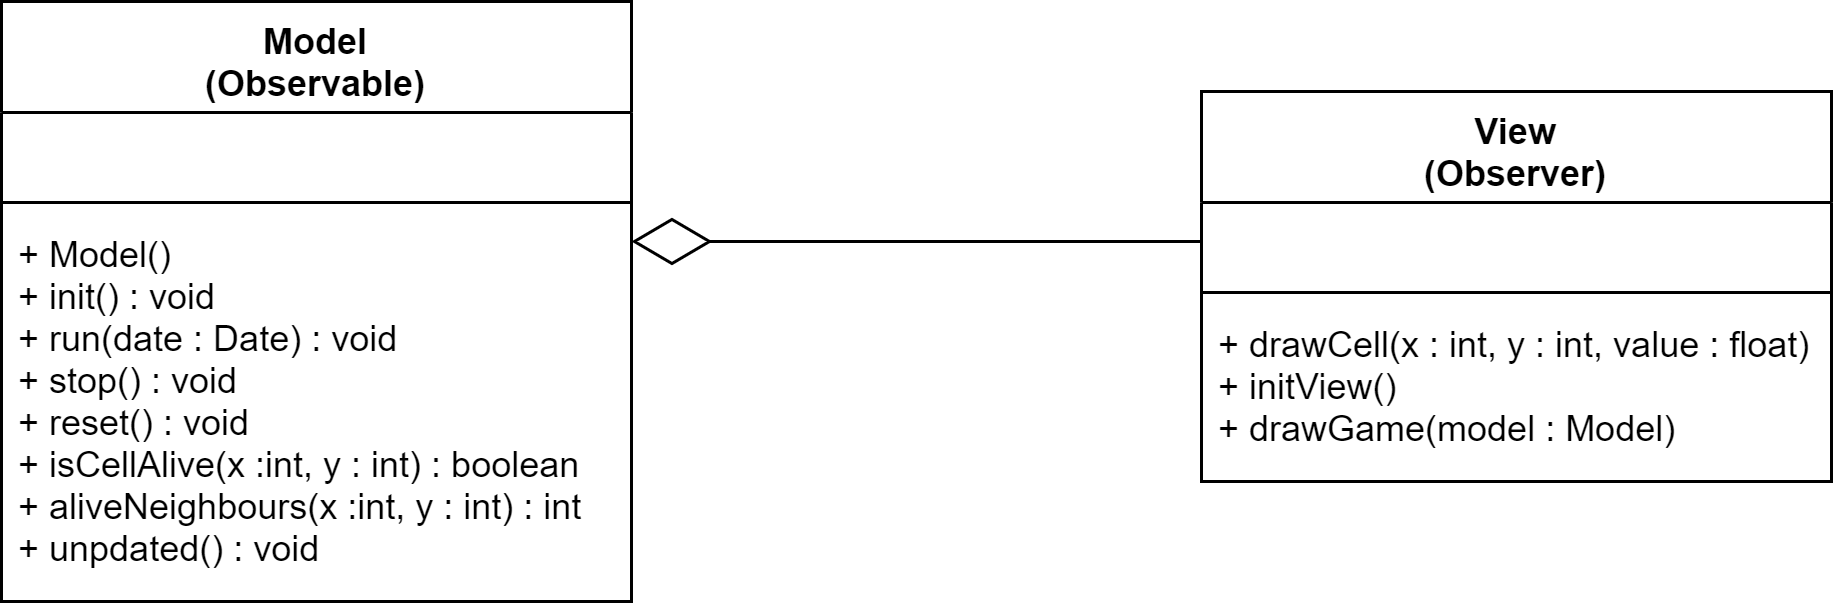 Model
(Observable)
+ Model()
+ init() : void
+ run(date : Date) : void
+ stop() : void
+ reset() : void
+ isCellAlive(x :int, y : int) : boolean
+ aliveNeighbours(x :int, y : int) : int
+ unpdated() : void
View
(Observer)
+ drawCell(x : int, y : int, value : float)
+ initView()
+ drawGame(model : Model)